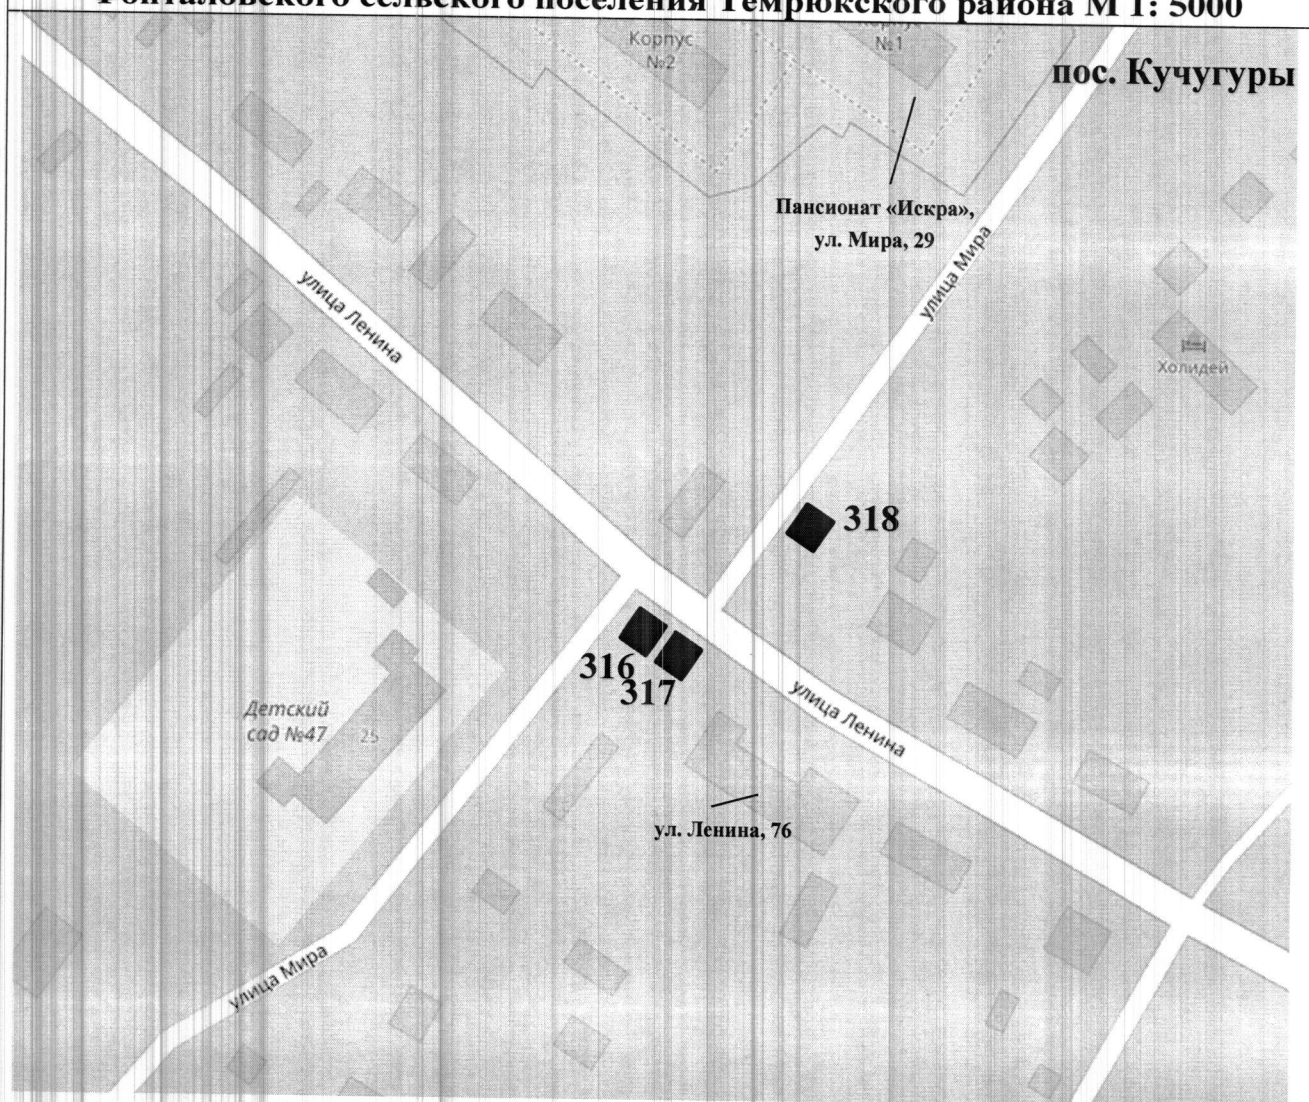 Фонталовского сельского поселения Темрюкского района М 1: 5000
Корпус
№2
№1
пос. Кучугуры
Пансионат «Искра»,
ул. Мира, 29
улица Мира
улица Ленина
Холидей
318
316
317
улица Ленина
Детский
сад №47
25
ул. Ленина, 76
улица Мира